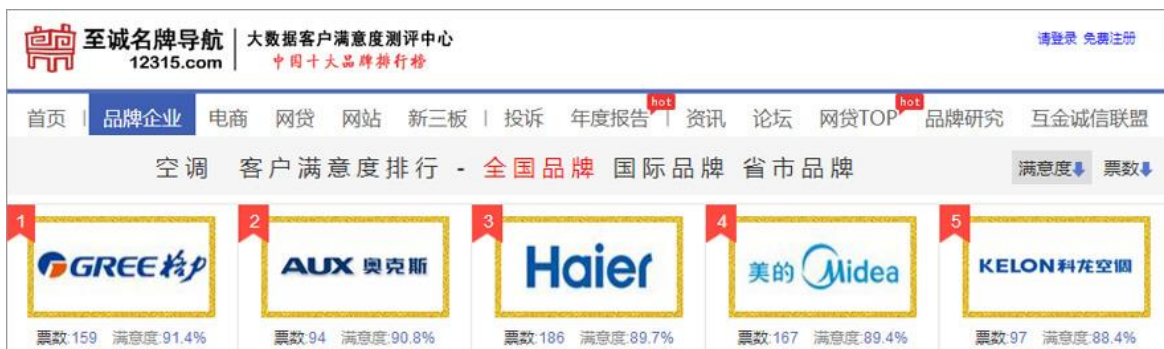 至诚名牌导航 大数据客户满意度测评中心
12315.com 中国十大品牌排行榜
请登录 免费注册
首页 品牌企业 电商 网贷 网站 新三板 投诉 年度报告 hot 资讯 论坛 网贷TOP hot 品牌研究 互金诚信联盟
空调 客户满意度排行 - 全国品牌 国际品牌 省市品牌 满意度 票数
1 2 3 4 5
GREE格力 AUX 奥克斯 Haier 美的 Midea KELON科龙空调
票数:159 满意度:91.4% 票数:94 满意度:90.8% 票数:186 满意度:89.7% 票数:167 满意度:89.4% 票数:97 满意度:88.4%